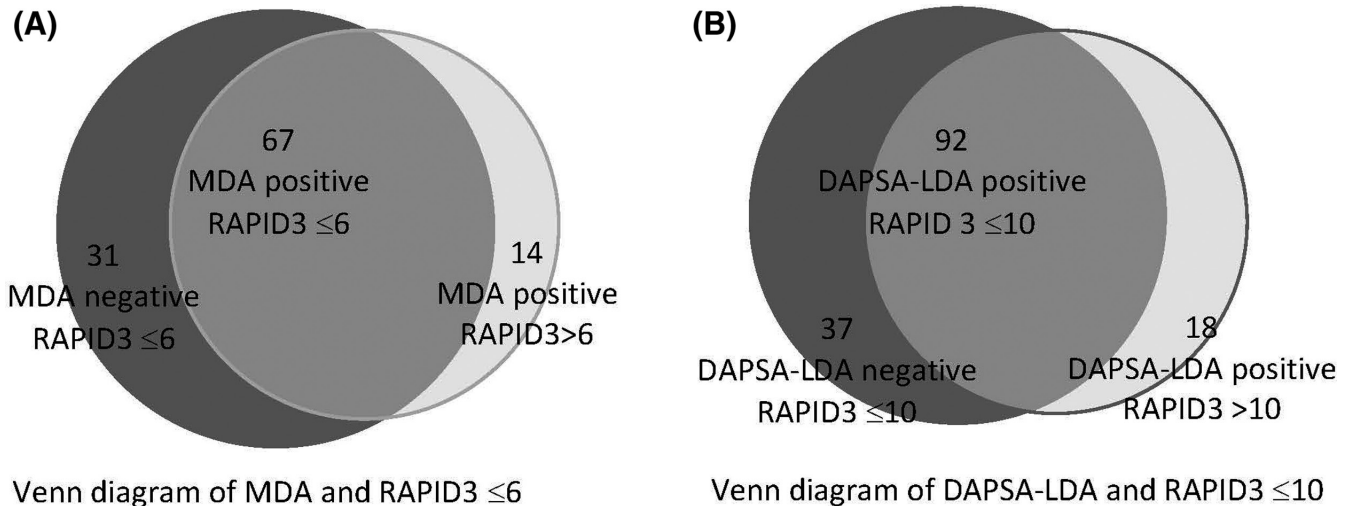 (A)
67
MDA positive
RAPID3 ≤6
31
MDA negative
RAPID3 ≤6
14
MDA positive
RAPID3>6
Venn diagram of MDA and RAPID3 ≤6
(B)
92
DAPSA-LDA positive
RAPID 3 ≤10
37
DAPSA-LDA negative
RAPID3 ≤10
18
DAPSA-LDA positive
RAPID3 >10
Venn diagram of DAPSA-LDA and RAPID3 ≤10